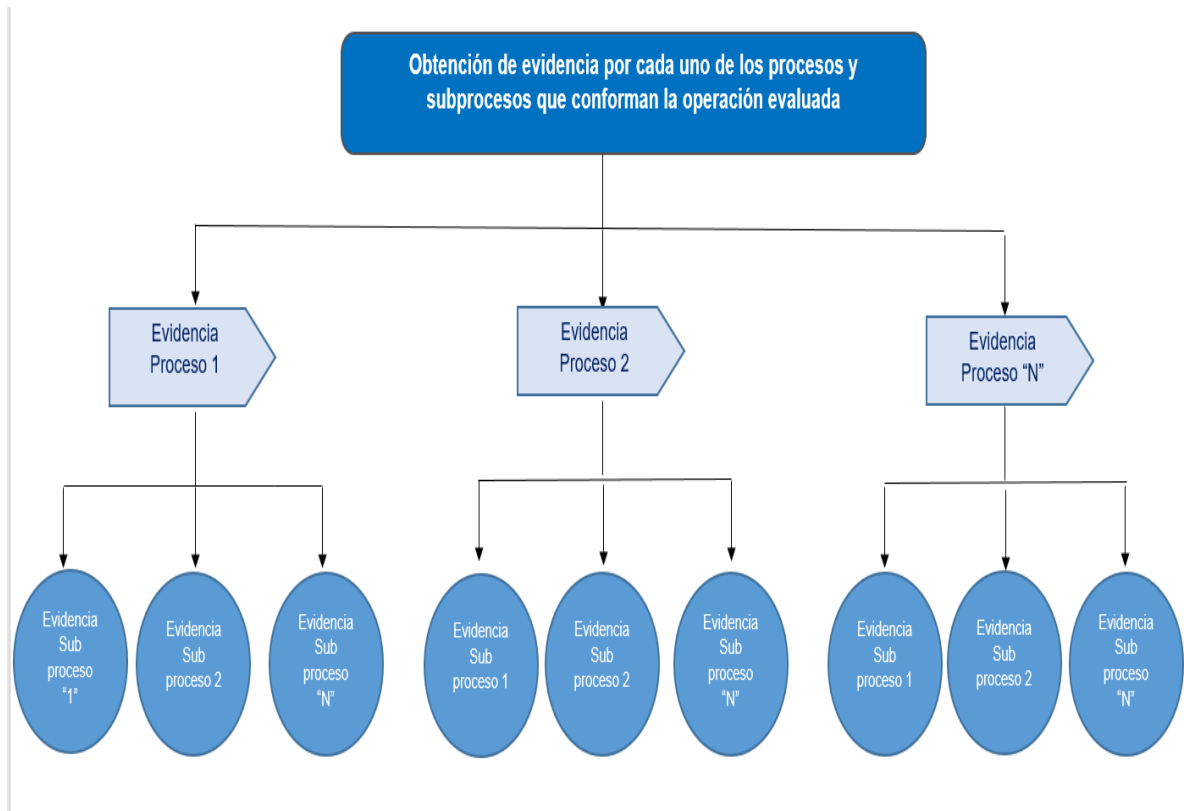 Obtención de evidencia por cada uno de los procesos y
subprocesos que conforman la operación evaluada
Evidencia
Proceso 1
Evidencia
Proceso 2
Evidencia
Proceso “N”
Evidencia
Sub
proceso
“1”
Evidencia
Sub
proceso 2
Evidencia
Sub
proceso
“N”
Evidencia
Sub
proceso 1
Evidencia
Sub
proceso 2
Evidencia
Sub
proceso
“N”
Evidencia
Sub
proceso 1
Evidencia
Sub
proceso 2
Evidencia
Sub
proceso
“N”